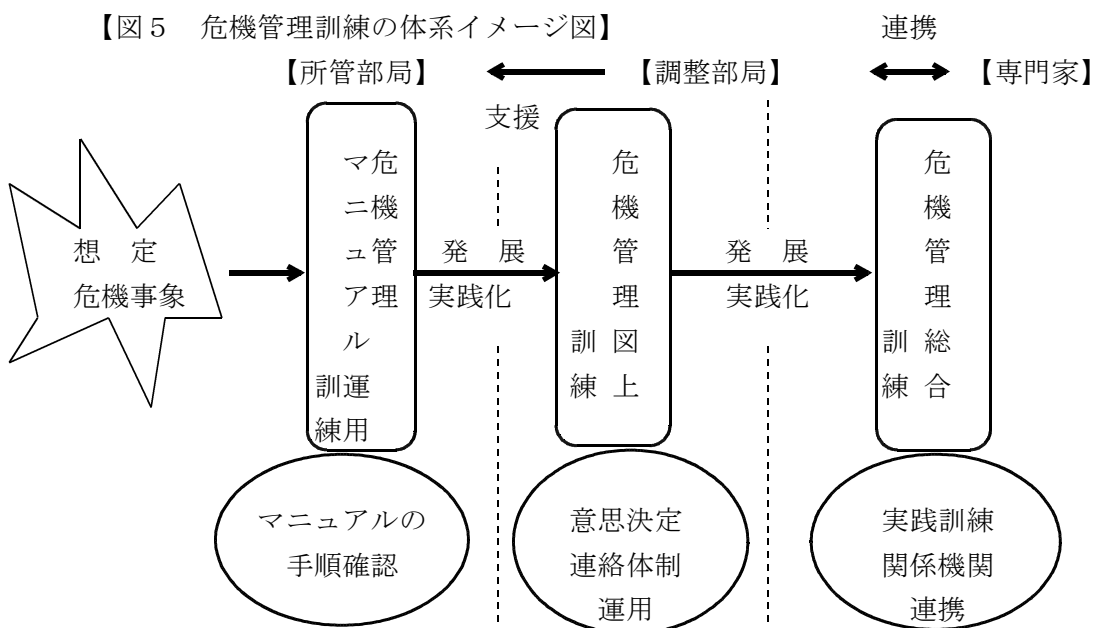 【図5 危機管理訓練の体系イメージ図】
連携
【所管部局】
【調整部局】
【専門家】
支援
想 定
危機事象
危機管理
マニュアル
運用
訓練
発 展
実践化
危機管理図上
訓練
発 展
実践化
危機管理総合
訓練
マニュアルの
手順確認
意思決定
連絡体制
運用
実践訓練
関係機関
連携